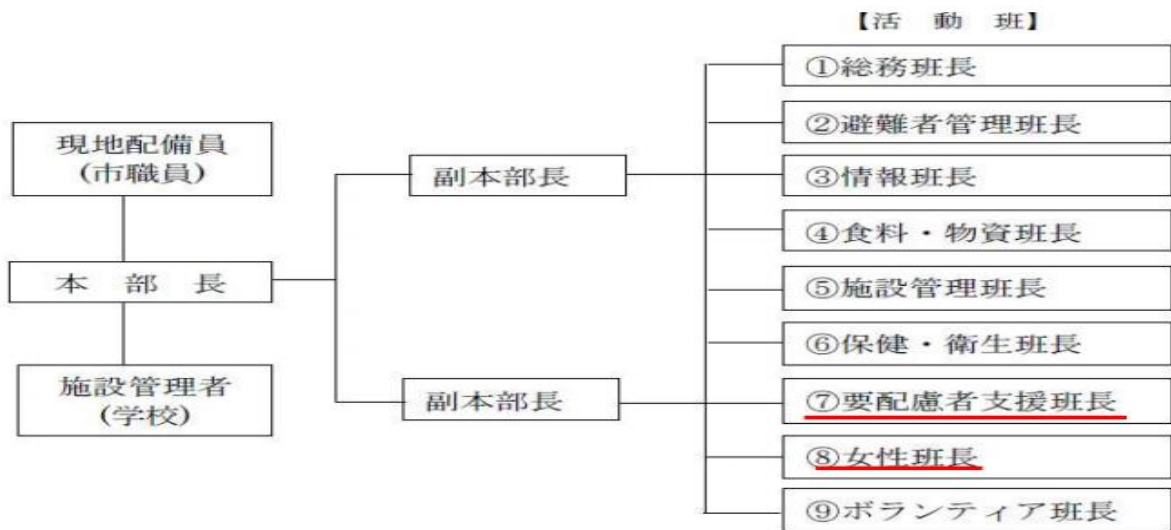 【活　動　班】
現地配備員
(市職員)
本　部　長
施設管理者
(学校)
副本部長
副本部長
①総務班長
②避難者管理班長
③情報班長
④食料・物資班長
⑤施設管理班長
⑥保健・衛生班長
⑦要配慮者支援班長
⑧女性班長
⑨ボランティア班長